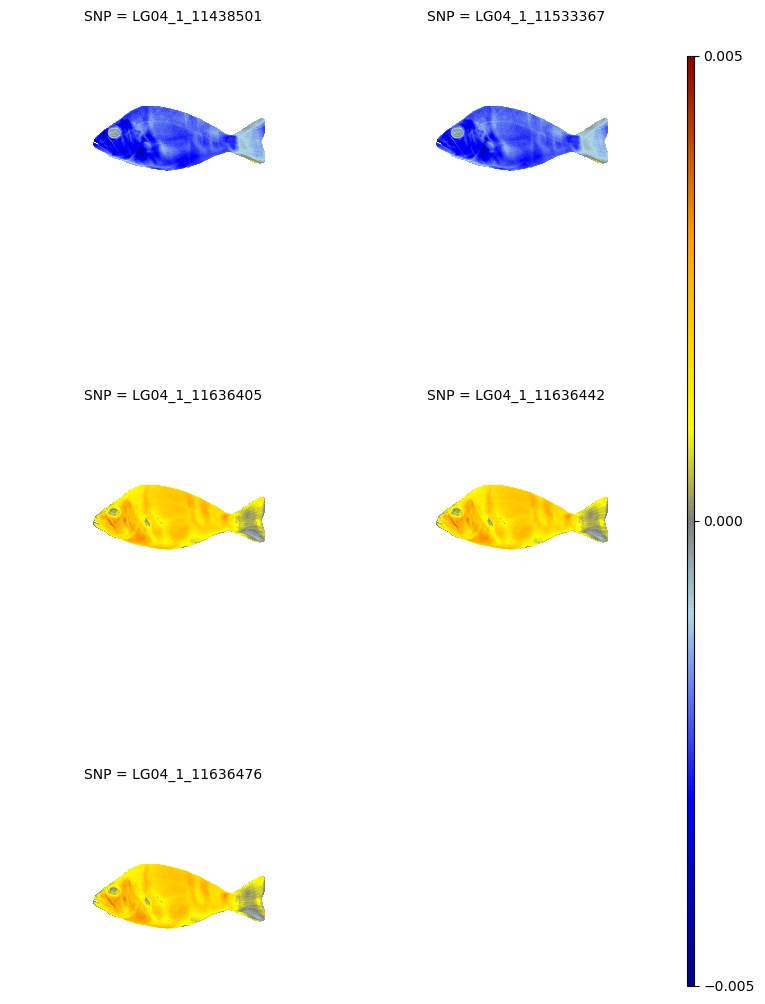 SNP = LG04_1_11438501
SNP = LG04_1_11533367
0.005
SNP = LG04_1_11636405
SNP = LG04_1_11636442
0.000
SNP = LG04_1_11636476
−0.005